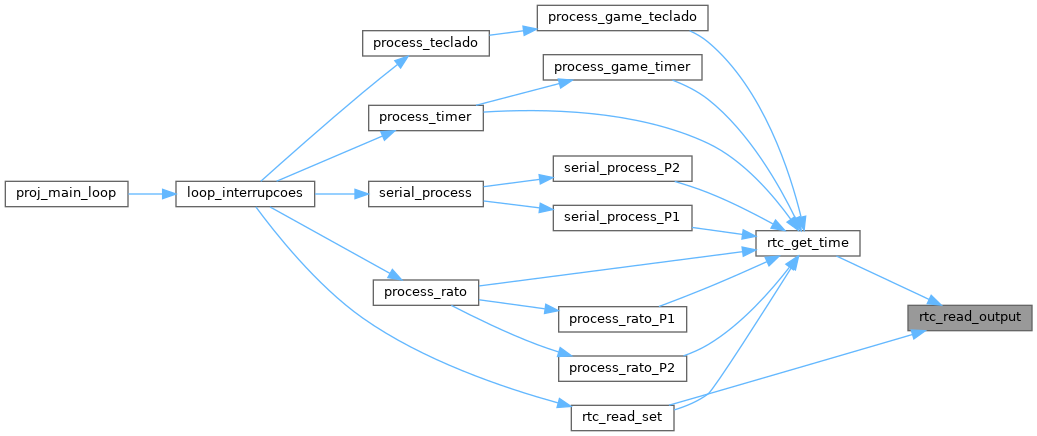 process_game_teclado
process_teclado
process_game_timer
process_timer
serial_process_P2
proj_main_loop
loop_interrupcoes
serial_process
serial_process_P1
rtc_get_time
process_rato
process_rato_P1
rtc_read_output
process_rato_P2
rtc_read_set